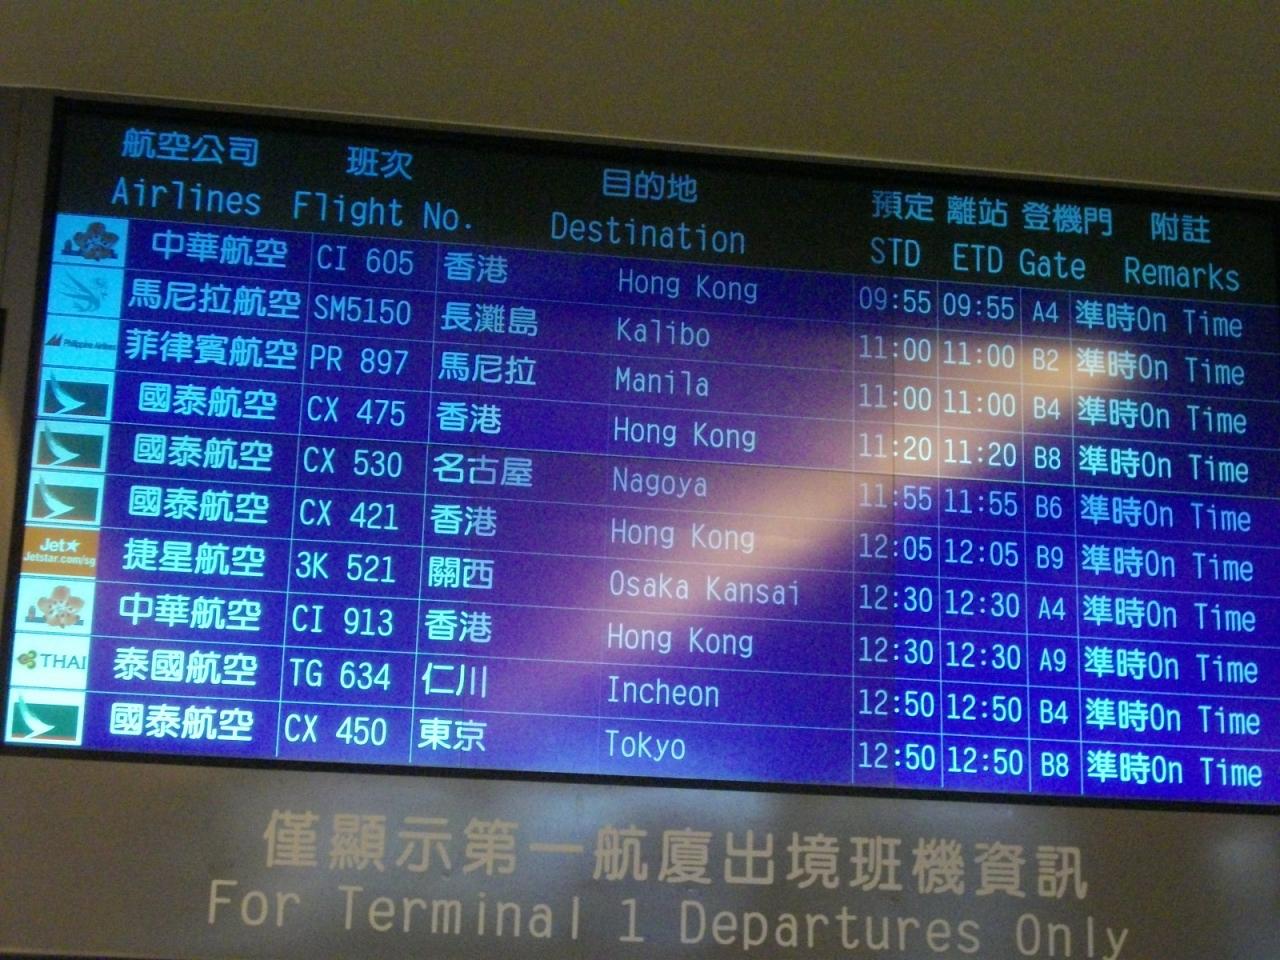 航空公司 班次 目的地 預定 離站 登機門 附註
Airlines Flight No. Destination STD ETD Gate Remarks
中華航空 CI 605 香港 Hong Kong 09:55 09:55 A4 準時On Time
馬尼拉航空 SM5150 長灘島 Kalibo 11:00 11:00 B2 準時On Time
Philippine Airlines 菲律賓航空 PR 897 馬尼拉 Manila 11:00 11:00 B4 準時On Time
國泰航空 CX 475 香港 Hong Kong 11:20 11:20 B8 準時On Time
國泰航空 CX 530 名古屋 Nagoya 11:55 11:55 B6 準時On Time
國泰航空 CX 421 香港 Hong Kong 12:05 12:05 B9 準時On Time
Jet★ Jetstar.com/sg 捷星航空 3K 521 關西 Osaka Kansai 12:30 12:30 A4 準時On Time
中華航空 CI 913 香港 Hong Kong 12:30 12:30 A9 準時On Time
THAI 泰國航空 TG 634 仁川 Incheon 12:50 12:50 B4 準時On Time
國泰航空 CX 450 東京 Tokyo 12:50 12:50 B8 準時On Time
僅顯示第一航廈出境班機資訊
For Terminal 1 Departures Only